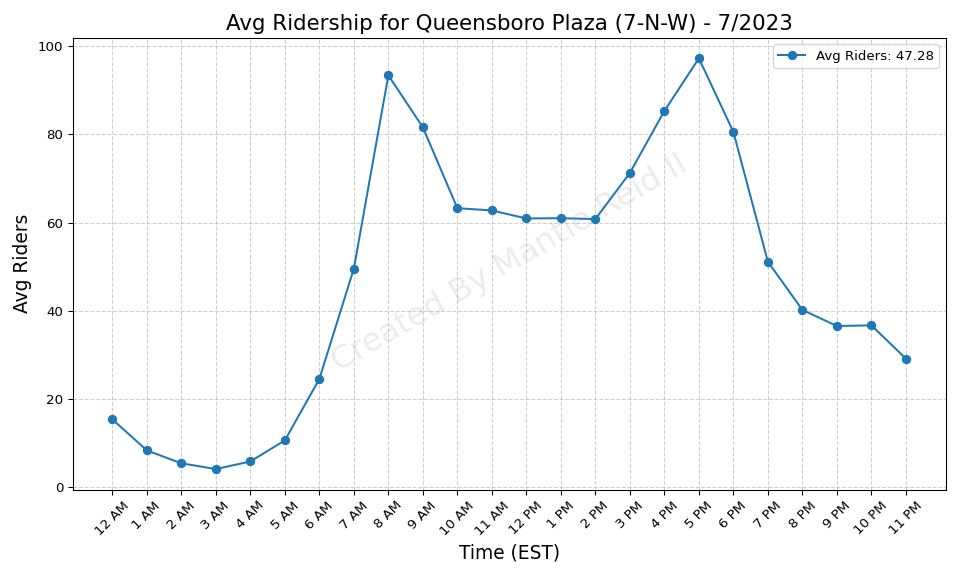 Avg Ridership for Queensboro Plaza (7-N-W) - 7/2023
Avg Riders: 47.28
100
80
60
40
20
0
Avg Riders
Created By Mantie Reid II
12 AM
1 AM
2 AM
3 AM
4 AM
5 AM
6 AM
7 AM
8 AM
9 AM
10 AM
11 AM
12 PM
1 PM
2 PM
3 PM
4 PM
5 PM
6 PM
7 PM
8 PM
9 PM
10 PM
11 PM
Time (EST)